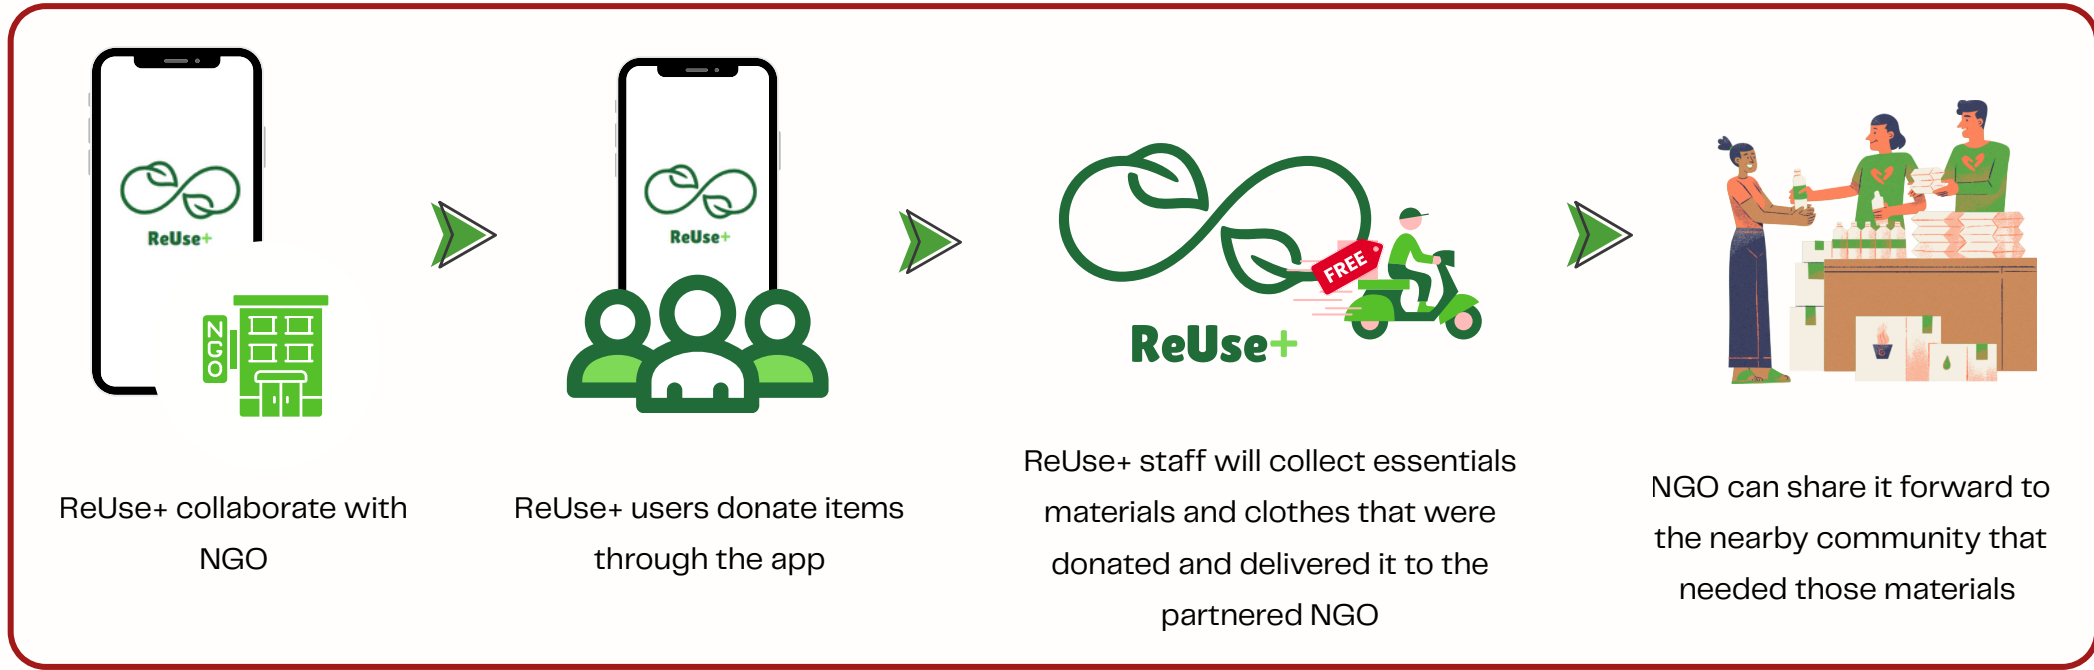 ReUse+
NGO
ReUse+ collaborate with
NGO
ReUse+
ReUse+ users donate items
through the app
FREE
ReUse+
ReUse+ staff will collect essentials
materials and clothes that were
donated and delivered it to the
partnered NGO
NGO can share it forward to
the nearby community that
needed those materials